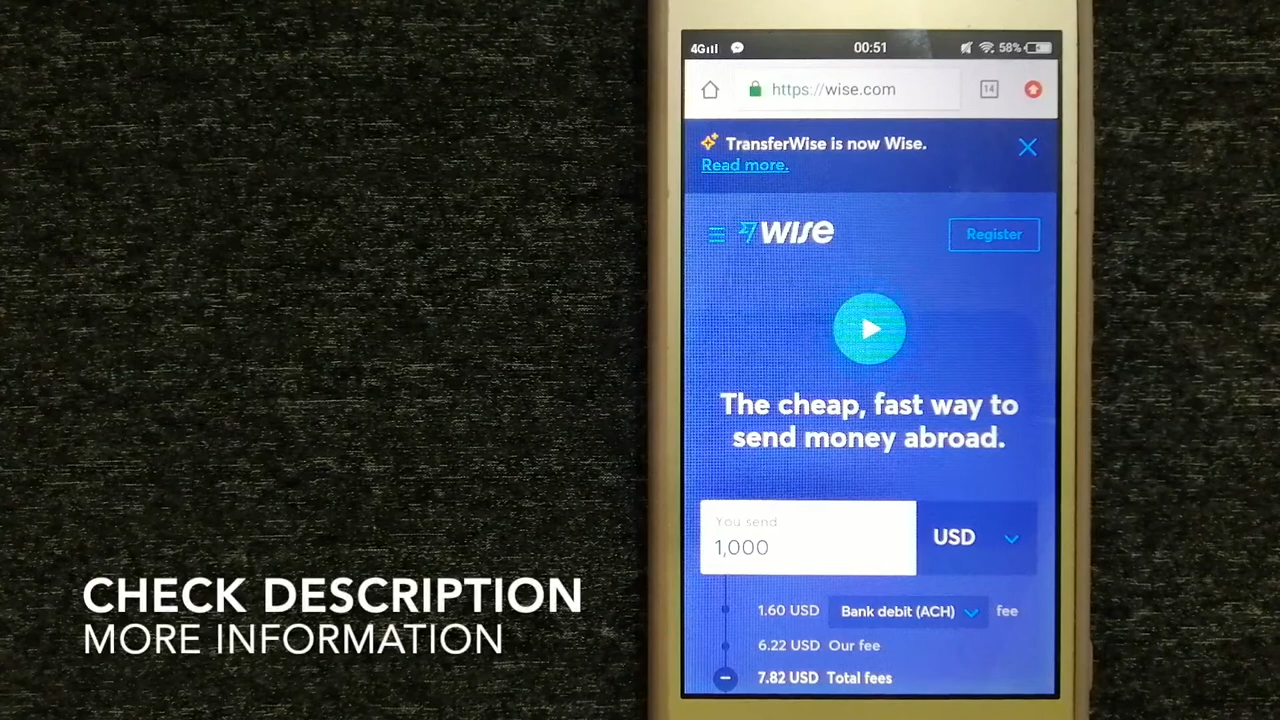 4G
00:51
58%
https://wise.com
14
TransferWise is now Wise.
Read more.
wise
Register
The cheap, fast way to
send money abroad.
You send
1,000
USD
1.60 USD Bank debit (ACH) fee
6.22 USD Our fee
7.82 USD Total fees
CHECK DESCRIPTION
MORE INFORMATION